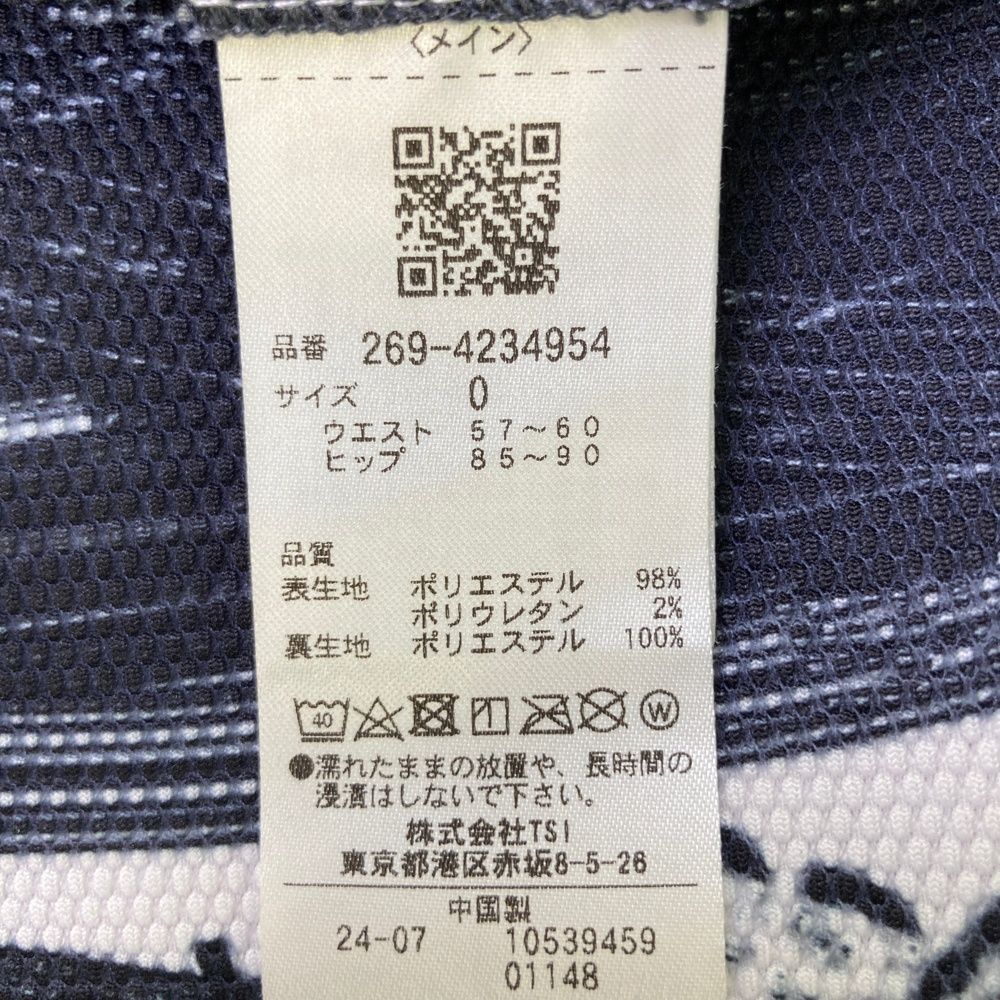 〈メイン〉
品番 269-4234954
サイズ 0
ウエスト 57～60
ヒップ 85～90
品質
表生地 ポリエステル 98%
ポリウレタン 2%
裏生地 ポリエステル 100%
40 W
●濡れたままの放置や、長時間の
浸漬はしないで下さい。
株式会社TSI
東京都港区赤坂8-5-26
中国製
24-07 10539459
01148